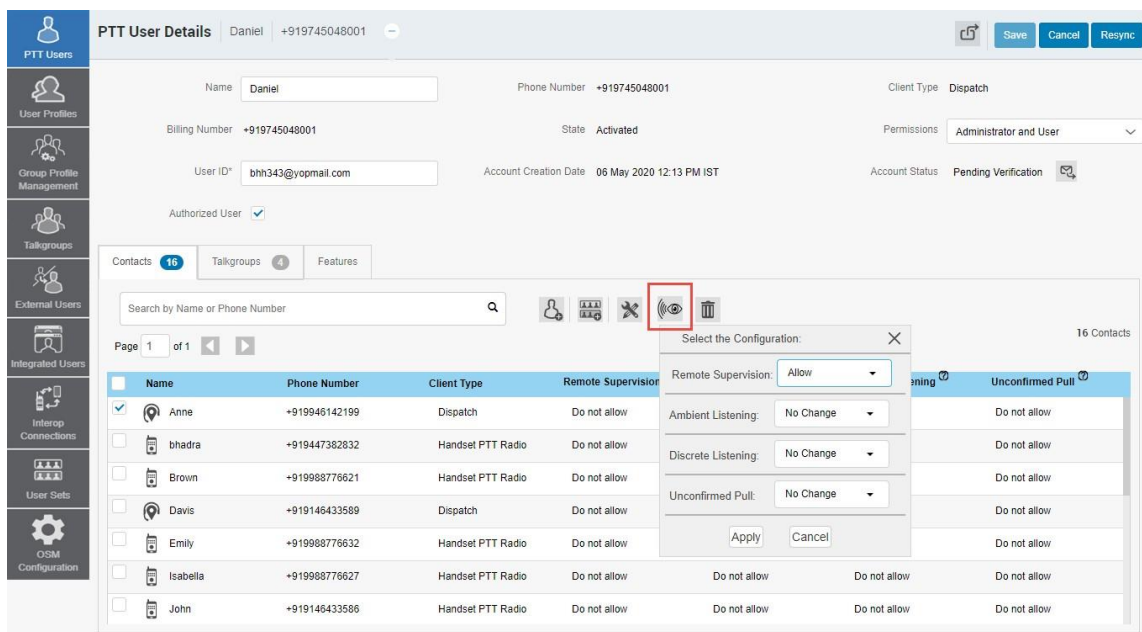 PTT User Details Daniel +919745048001
Save Cancel Resync
PTT Users
User Profiles
Group Profile
Management
Talkgroups
External Users
Integrated Users
Interop
Connections
User Sets
OSM
Configuration
Name Daniel Phone Number +919745048001 Client Type Dispatch
Billing Number +919745048001 State Activated Permissions Administrator and User
User ID* bhh343@yopmail.com Account Creation Date 06 May 2020 12:13 PM IST Account Status Pending Verification
Authorized User
Contacts 16 Talkgroups 4 Features
Search by Name or Phone Number
16 Contacts
Page 1 of 1
Select the Configuration:
Remote Supervision: Allow
Ambient Listening: No Change
Discrete Listening: No Change
Unconfirmed Pull: No Change
Apply Cancel
Name Phone Number Client Type Remote Supervision ening Unconfirmed Pull
Anne +919946142199 Dispatch Do not allow Do not allow
bhadra +919447382832 Handset PTT Radio Do not allow Do not allow
Brown +919988776621 Handset PTT Radio Do not allow Do not allow
Davis +919146433589 Dispatch Do not allow Do not allow
Emily +919988776632 Handset PTT Radio Do not allow Do not allow
Isabella +919988776627 Handset PTT Radio Do not allow Do not allow Do not allow Do not allow
John +919146433586 Handset PTT Radio Do not allow Do not allow Do not allow Do not allow